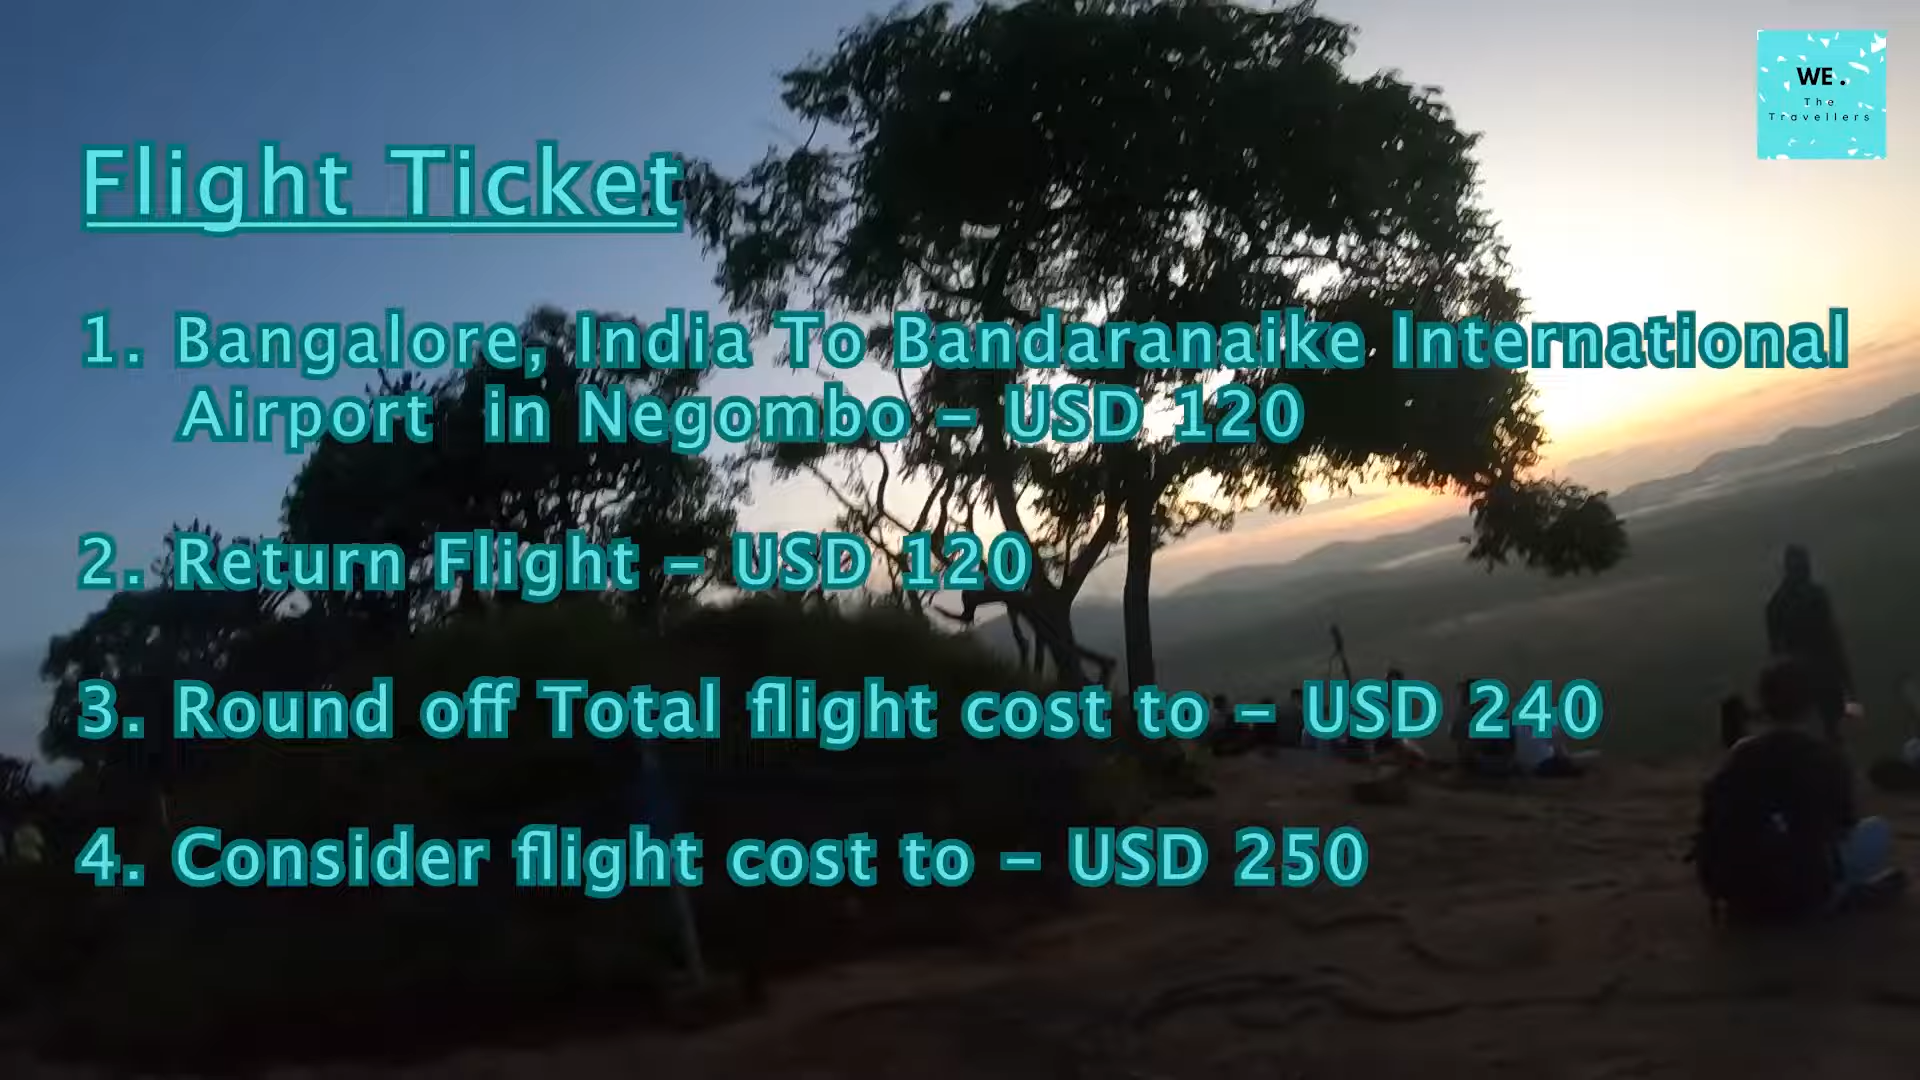 WE .
The
Travellers
Flight Ticket
1. Bangalore, India To Bandaranaike International
Airport in Negombo – USD 120
2. Return Flight – USD 120
3. Round off Total flight cost to – USD 240
4. Consider flight cost to – USD 250